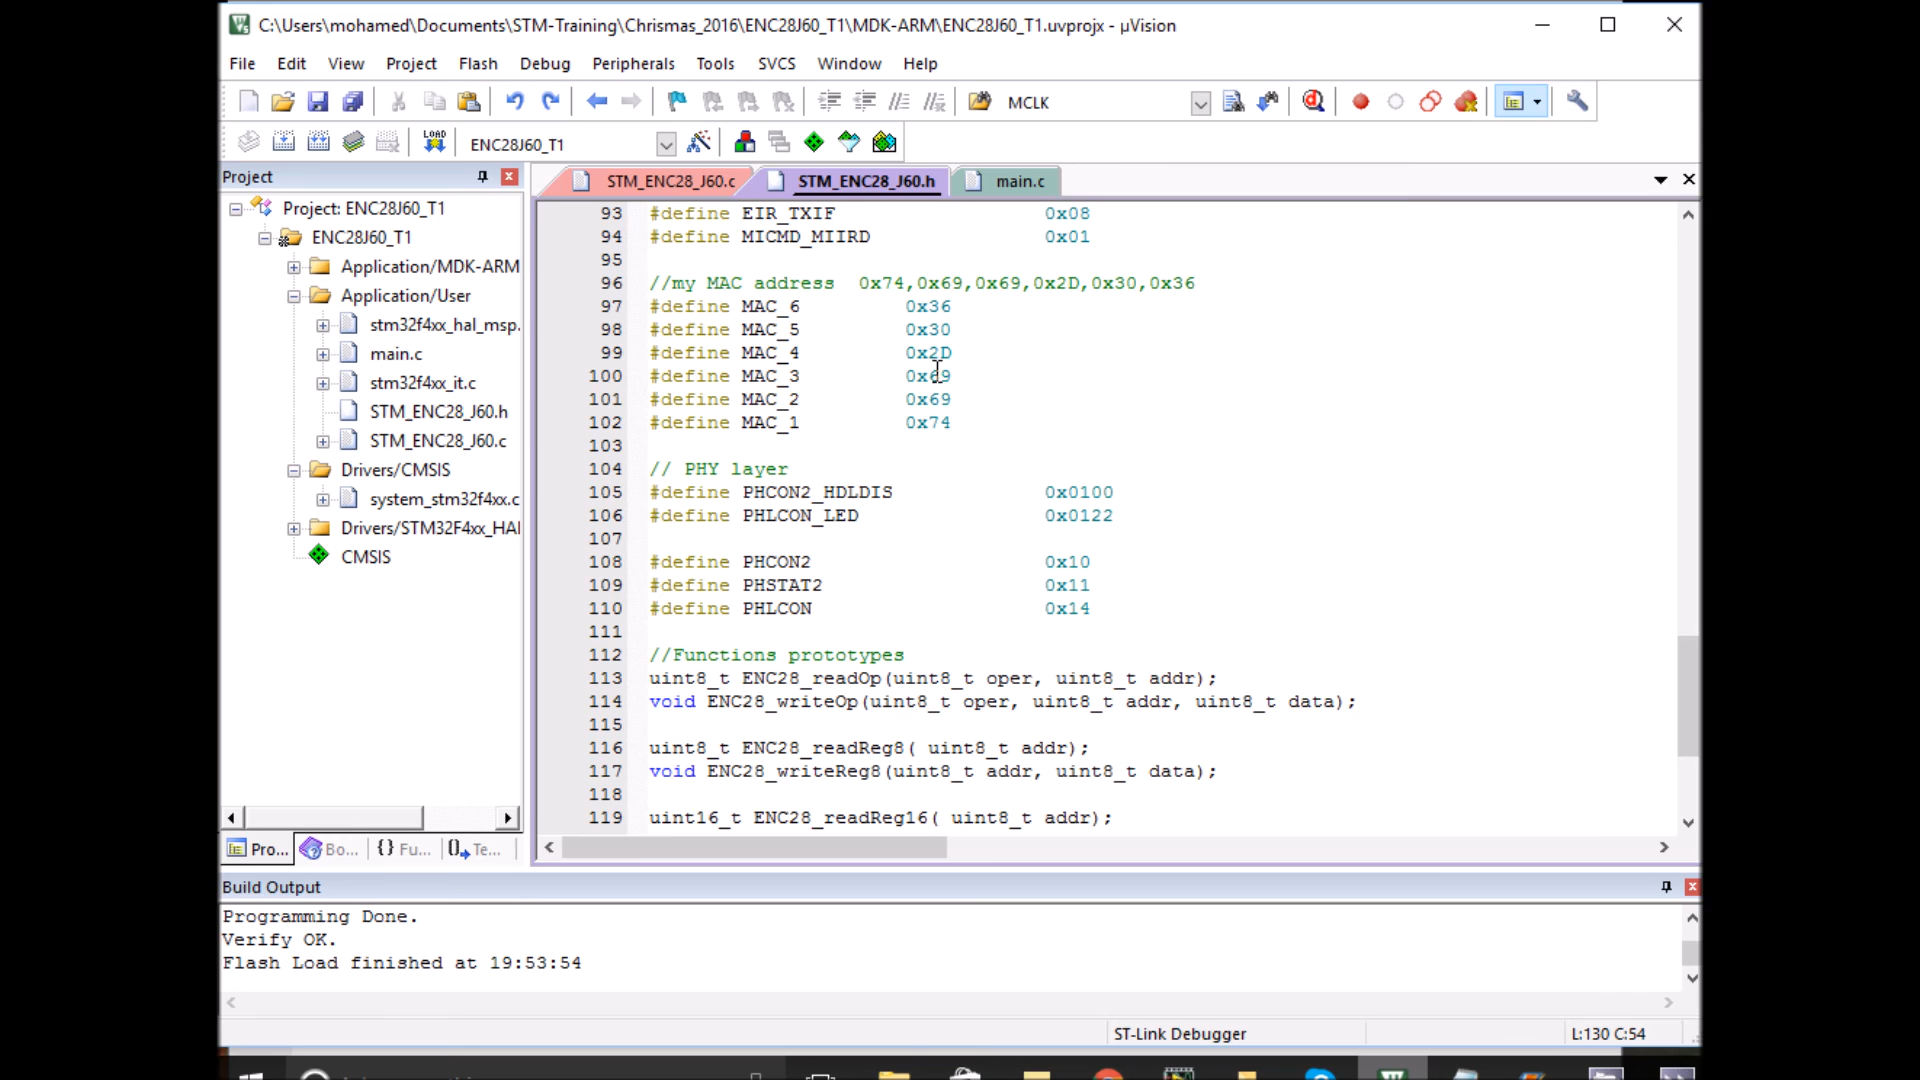 C:\Users\mohamed\Documents\STM-Training\Chrismas_2016\ENC28J60_T1\MDK-ARM\ENC28J60_T1.uvprojx - µVision
File Edit View Project Flash Debug Peripherals Tools SVCS Window Help
MCLK
LOAD ENC28J60_T1
Project
Project: ENC28J60_T1
ENC28J60_T1
Application/MDK-ARM
Application/User
stm32f4xx_hal_msp.
main.c
stm32f4xx_it.c
STM_ENC28_J60.h
STM_ENC28_J60.c
Drivers/CMSIS
system_stm32f4xx.c
Drivers/STM32F4xx_HAL
CMSIS
Pro... Bo... {} Fu... Te...
STM_ENC28_J60.c STM_ENC28_J60.h main.c
93 #define EIR_TXIF 0x08
94 #define MICMD_MIIRD 0x01
95
96 //my MAC address 0x74,0x69,0x69,0x2D,0x30,0x36
97 #define MAC_6 0x36
98 #define MAC_5 0x30
99 #define MAC_4 0x2D
100 #define MAC_3 0x69
101 #define MAC_2 0x69
102 #define MAC_1 0x74
103
104 // PHY layer
105 #define PHCON2_HDLDIS 0x0100
106 #define PHLCON_LED 0x0122
107
108 #define PHCON2 0x10
109 #define PHSTAT2 0x11
110 #define PHLCON 0x14
111
112 //Functions prototypes
113 uint8_t ENC28_readOp(uint8_t oper, uint8_t addr);
114 void ENC28_writeOp(uint8_t oper, uint8_t addr, uint8_t data);
115
116 uint8_t ENC28_readReg8( uint8_t addr);
117 void ENC28_writeReg8(uint8_t addr, uint8_t data);
118
119 uint16_t ENC28_readReg16( uint8_t addr);
Build Output
Programming Done.
Verify OK.
Flash Load finished at 19:53:54
ST-Link Debugger L:130 C:54